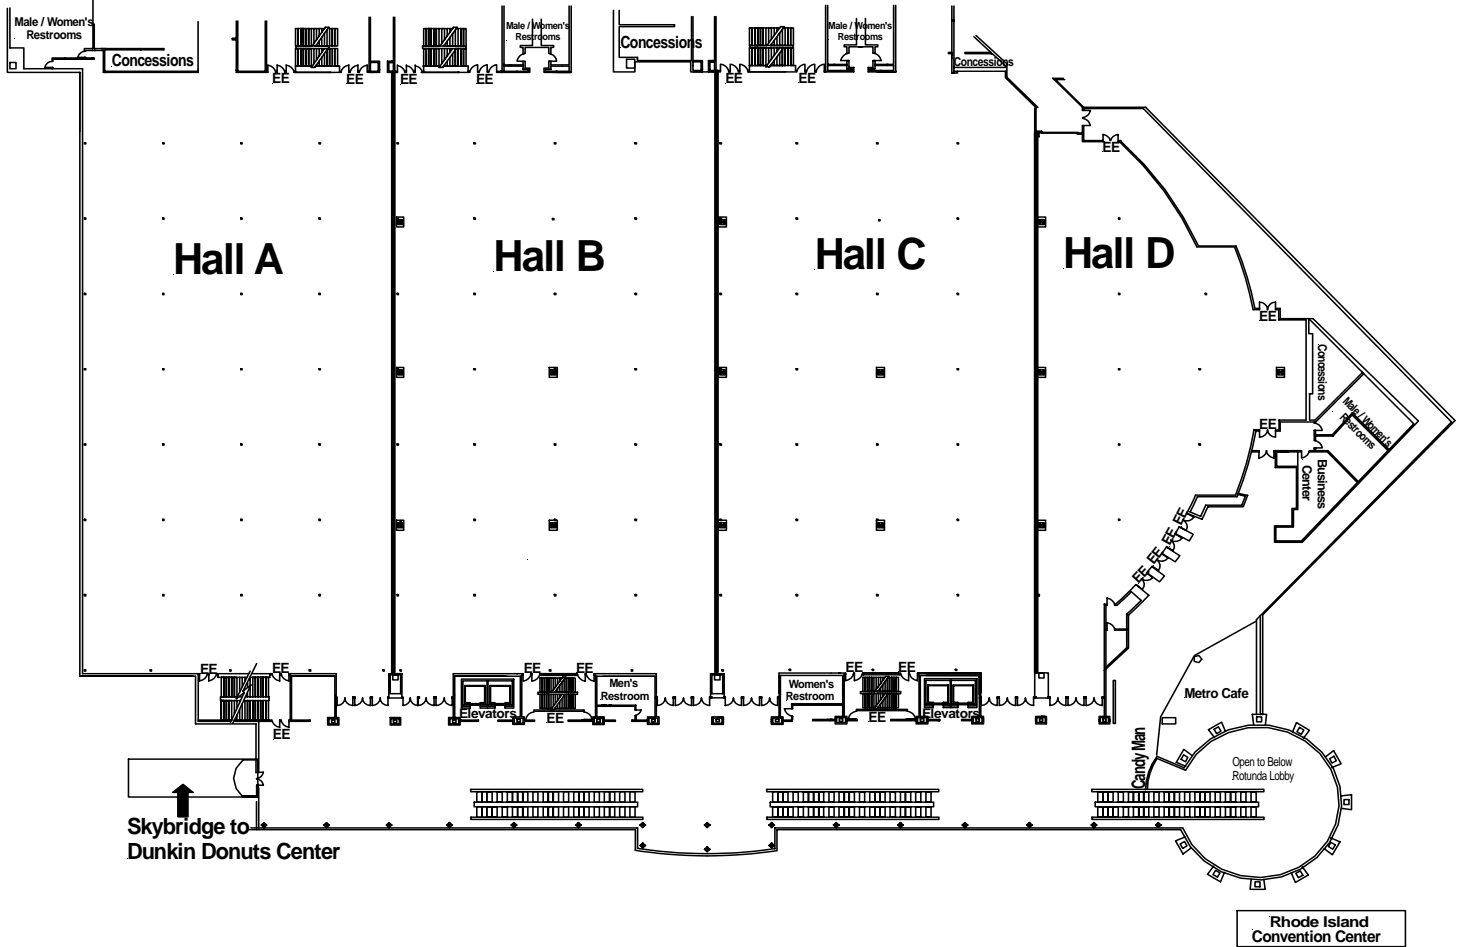 Male / Women's
Restrooms
Concessions
Male / Women's
Restrooms
Concessions
Male / Women's
Restrooms
Concessions
EE
EE
EE
EE
EE
EE
EE
Hall A
Hall B
Hall C
Hall D
EE
Concessions
Male / Women's
Restrooms
EE
Business
Center
EE
EE
EE
EE
EE
EE
EE
EE
EE
EE
Men's
Restroom
Women's
Restroom
Elevators
EE
EE
Elevators
EE
Metro Cafe
Candy Man
Open to Below
Rotunda Lobby
Skybridge to
Dunkin Donuts Center
Rhode Island
Convention Center